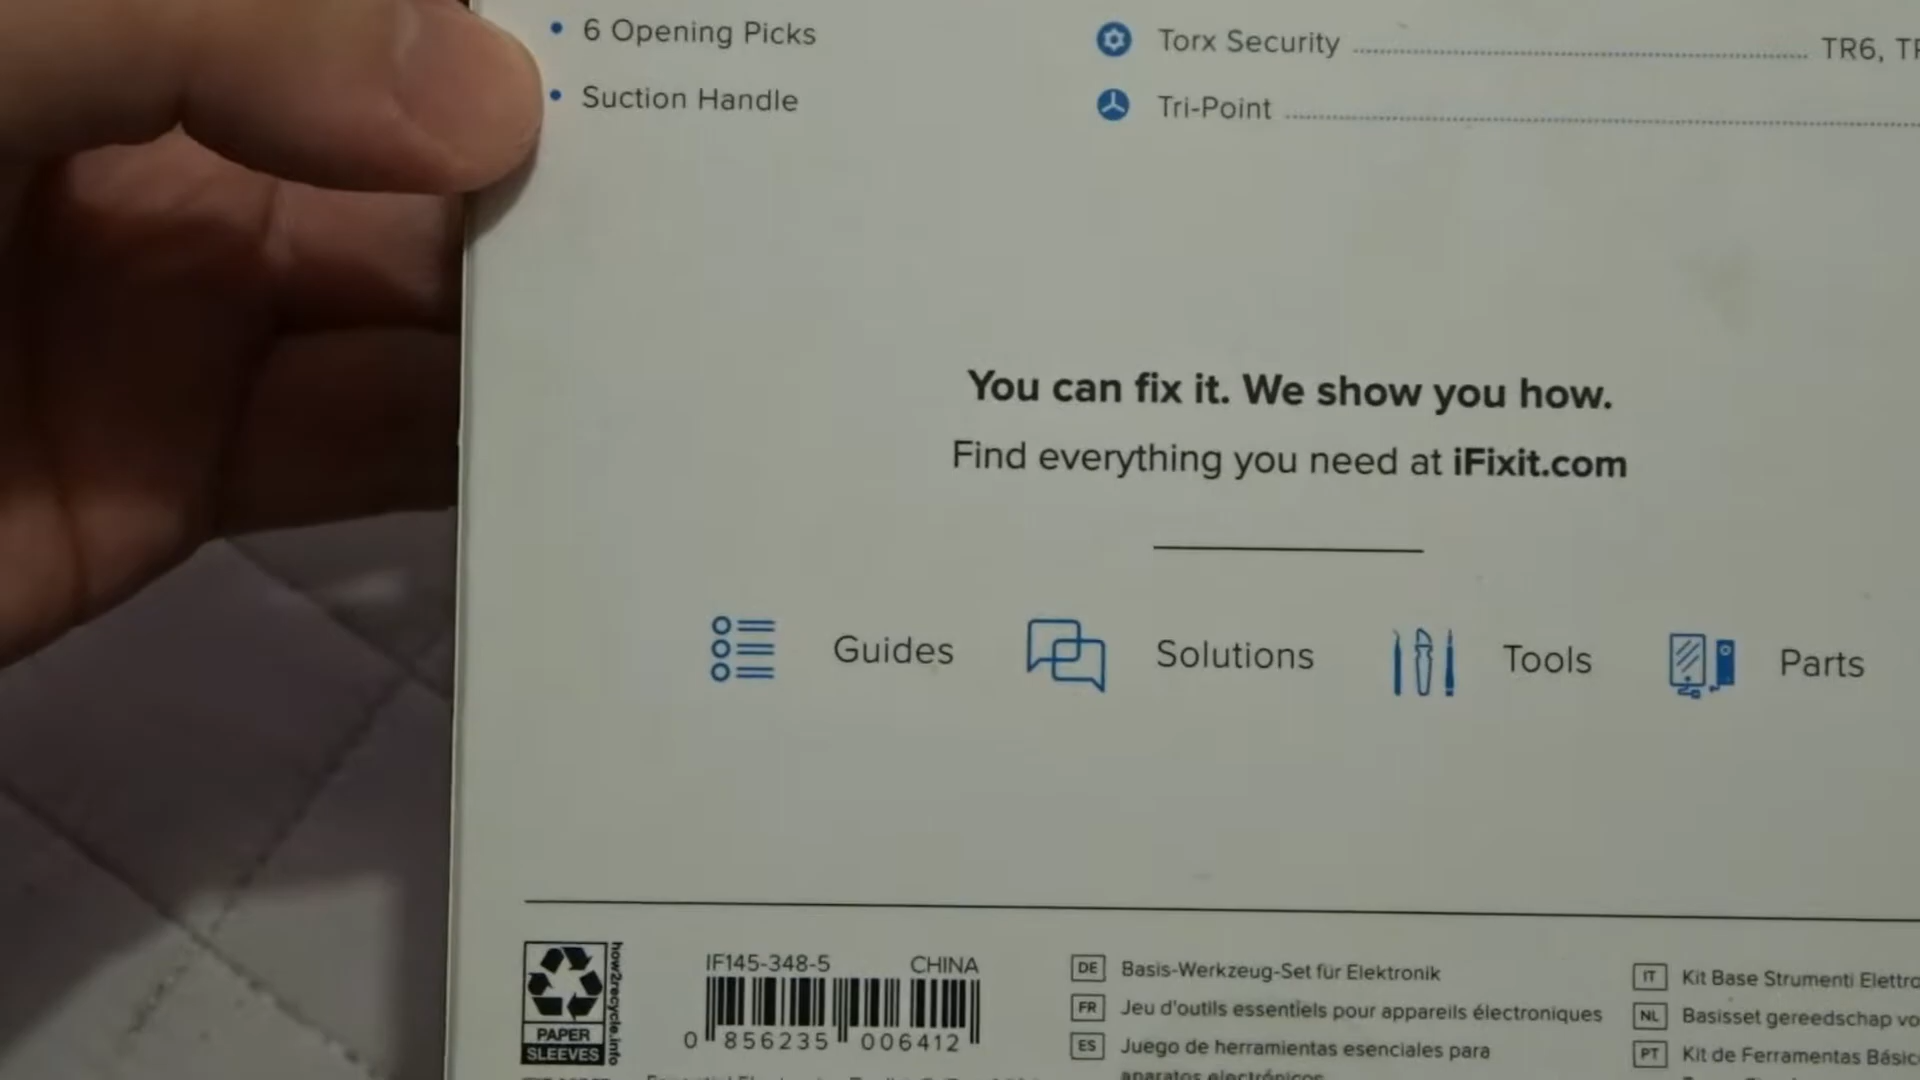 6 Opening Picks
Suction Handle
Torx Security TR6,
Tri-Point
You can fix it. We show you how.
Find everything you need at iFixit.com
Guides
Solutions
Tools
Parts
how2recycle.info
PAPER
SLEEVES
IF145-348-5 CHINA
0 856235 006412
DE Basis-Werkzeug-Set für Elektronik
FR Jeu d'outils essentiels pour appareils électroniques
ES Juego de herramientas esenciales para
aparatos electrónicos
IT Kit Base Strumenti
NL Basisset gereedschap
PT Kit de Ferramentas